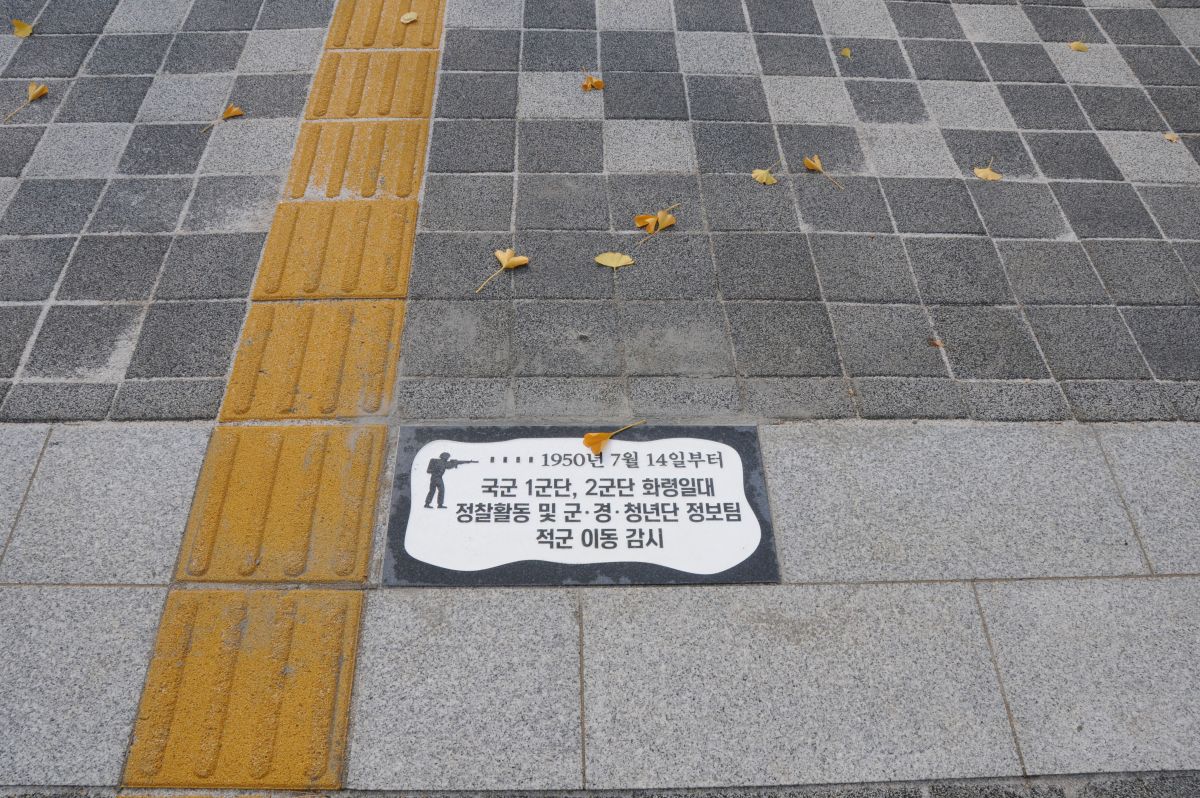 1950년 7월 14일부터
국군 1군단, 2군단 화령일대
정찰활동 및 군·경·청년단 정보팀
적군 이동 감시